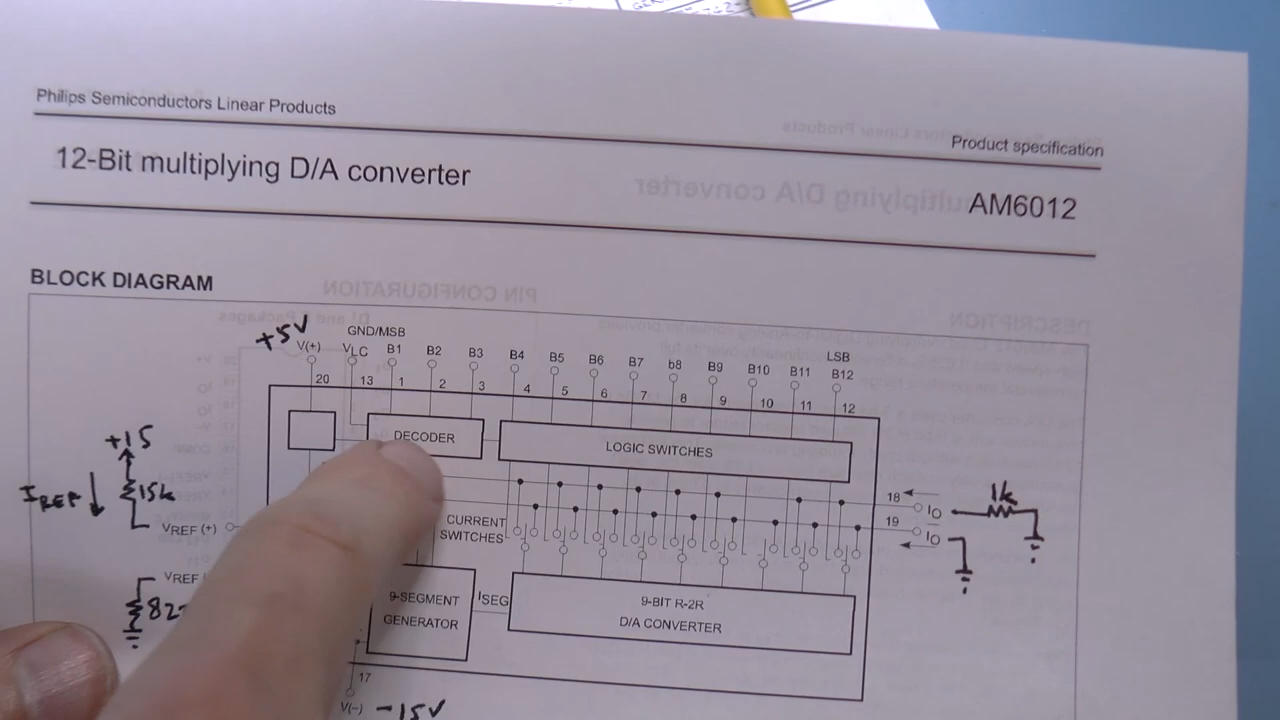 Philips Semiconductors Linear Products
Product specification
12-Bit multiplying D/A converter
AM6012
BLOCK DIAGRAM
+5V
GND/MSB
V(+) VLC B1 B2 B3 B4 B5 B6 B7 b8 B9 B10 B11 B12
LSB
20 13 1 2 3 4 5 6 7 8 9 10 11 12
DECODER
LOGIC SWITCHES
+15
IREF
15k
VREF (+)
18
IO
1k
19
IO
CURRENT
SWITCHES
VREF
82
9-SEGMENT
GENERATOR
ISEG
9-BIT R-2R
D/A CONVERTER
17
V(–) -15V